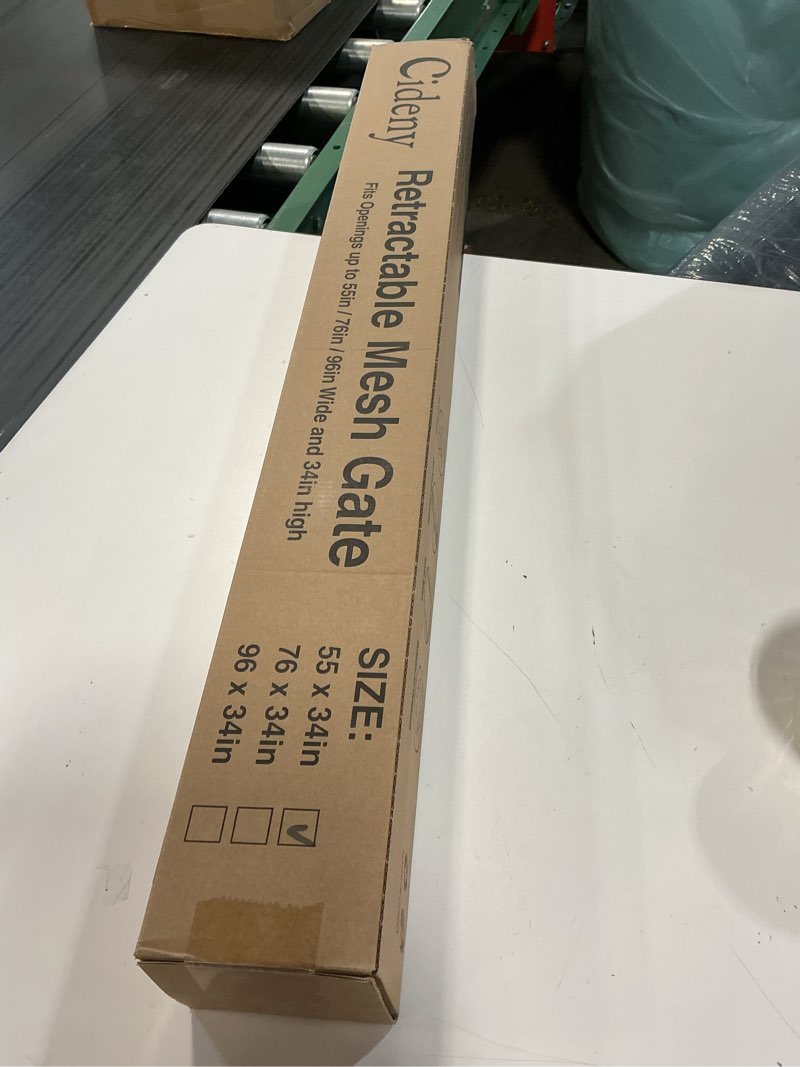 Cideny
Retractable Mesh Gate
Fits Openings up to 55in / 76in / 96in Wide and 34in high
SIZE:
55 x 34in
76 x 34in
96 x 34in